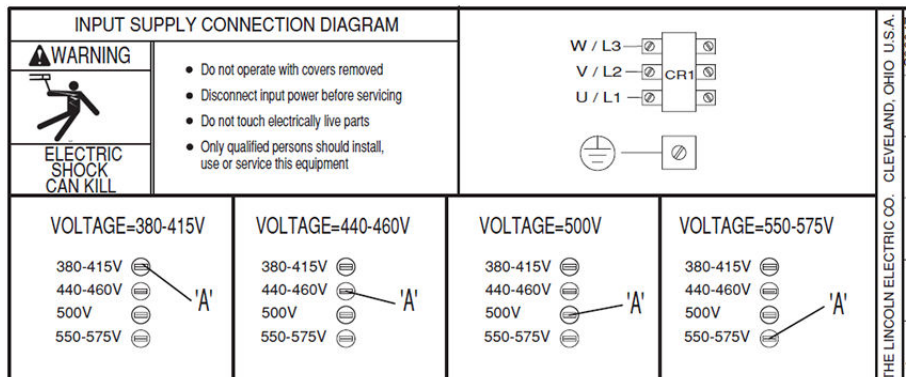 INPUT SUPPLY CONNECTION DIAGRAM
WARNING
ELECTRIC
SHOCK
CAN KILL
● Do not operate with covers removed
● Disconnect input power before servicing
● Do not touch electrically live parts
● Only qualified persons should install,
use or service this equipment
W / L3
V / L2
U / L1
CR1
VOLTAGE=380-415V
380-415V
440-460V
500V
550-575V
'A'
VOLTAGE=440-460V
380-415V
440-460V
500V
550-575V
'A'
VOLTAGE=500V
380-415V
440-460V
500V
550-575V
'A'
VOLTAGE=550-575V
380-415V
440-460V
500V
550-575V
'A'
THE LINCOLN ELECTRIC CO. CLEVELAND, OHIO U.S.A.